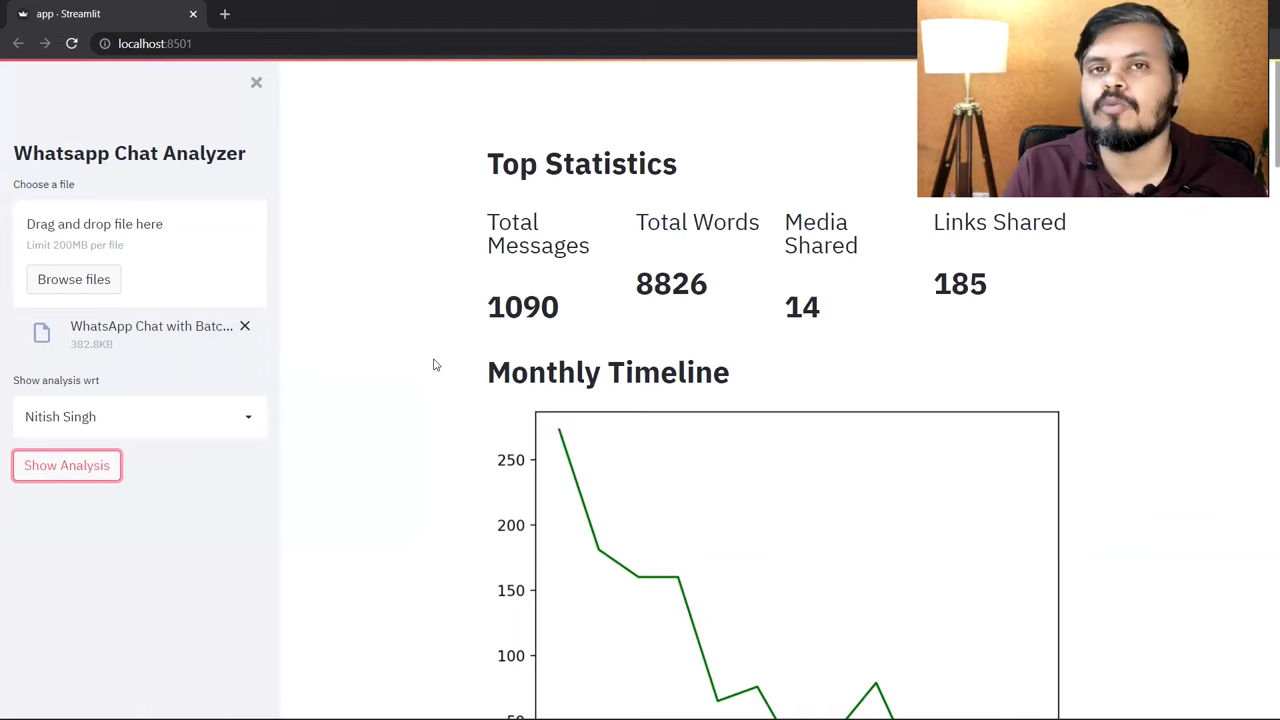 app · Streamlit
localhost:8501
Whatsapp Chat Analyzer
Choose a file
Drag and drop file here
Limit 200MB per file
Browse files
WhatsApp Chat with Batc...
382.8KB
Show analysis wrt
Nitish Singh
Show Analysis
Top Statistics
Total
Messages
1090
Total Words
8826
Media
Shared
14
Links Shared
185
Monthly Timeline
250
200
150
100
50